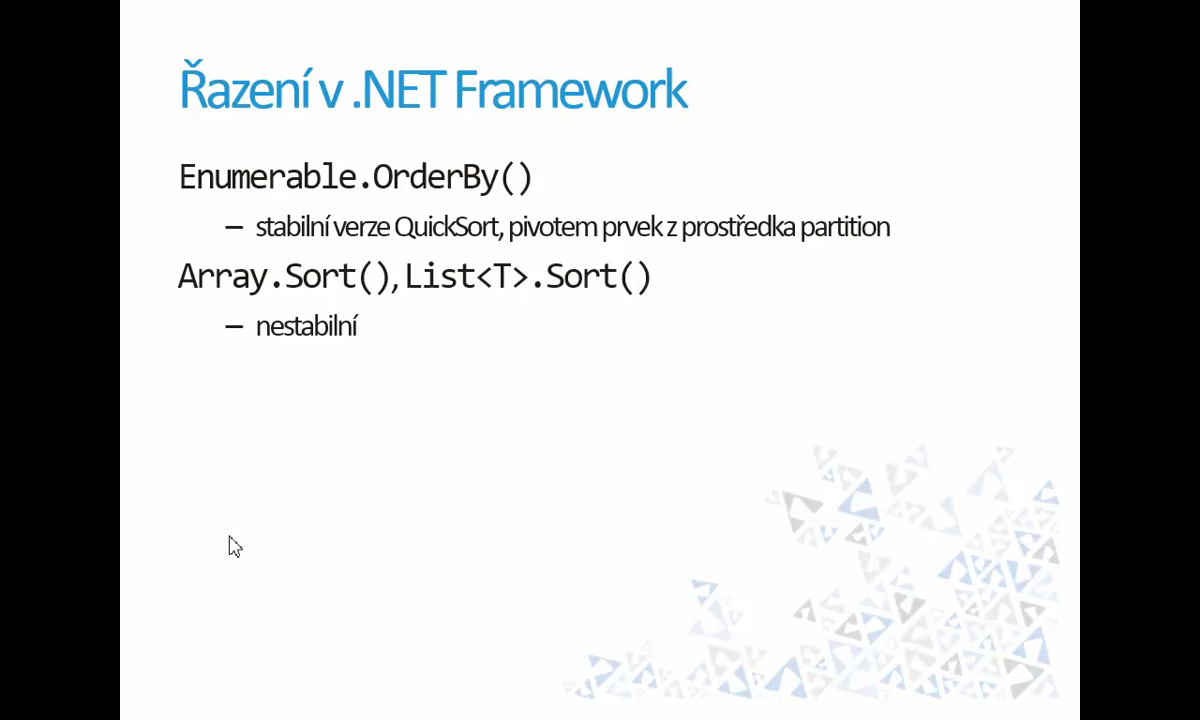 Řazení v .NET Framework
Enumerable.OrderBy()
– stabilní verze QuickSort, pivotem prvek z prostředka partition
Array.Sort(), List<T>.Sort()
– nestabilní